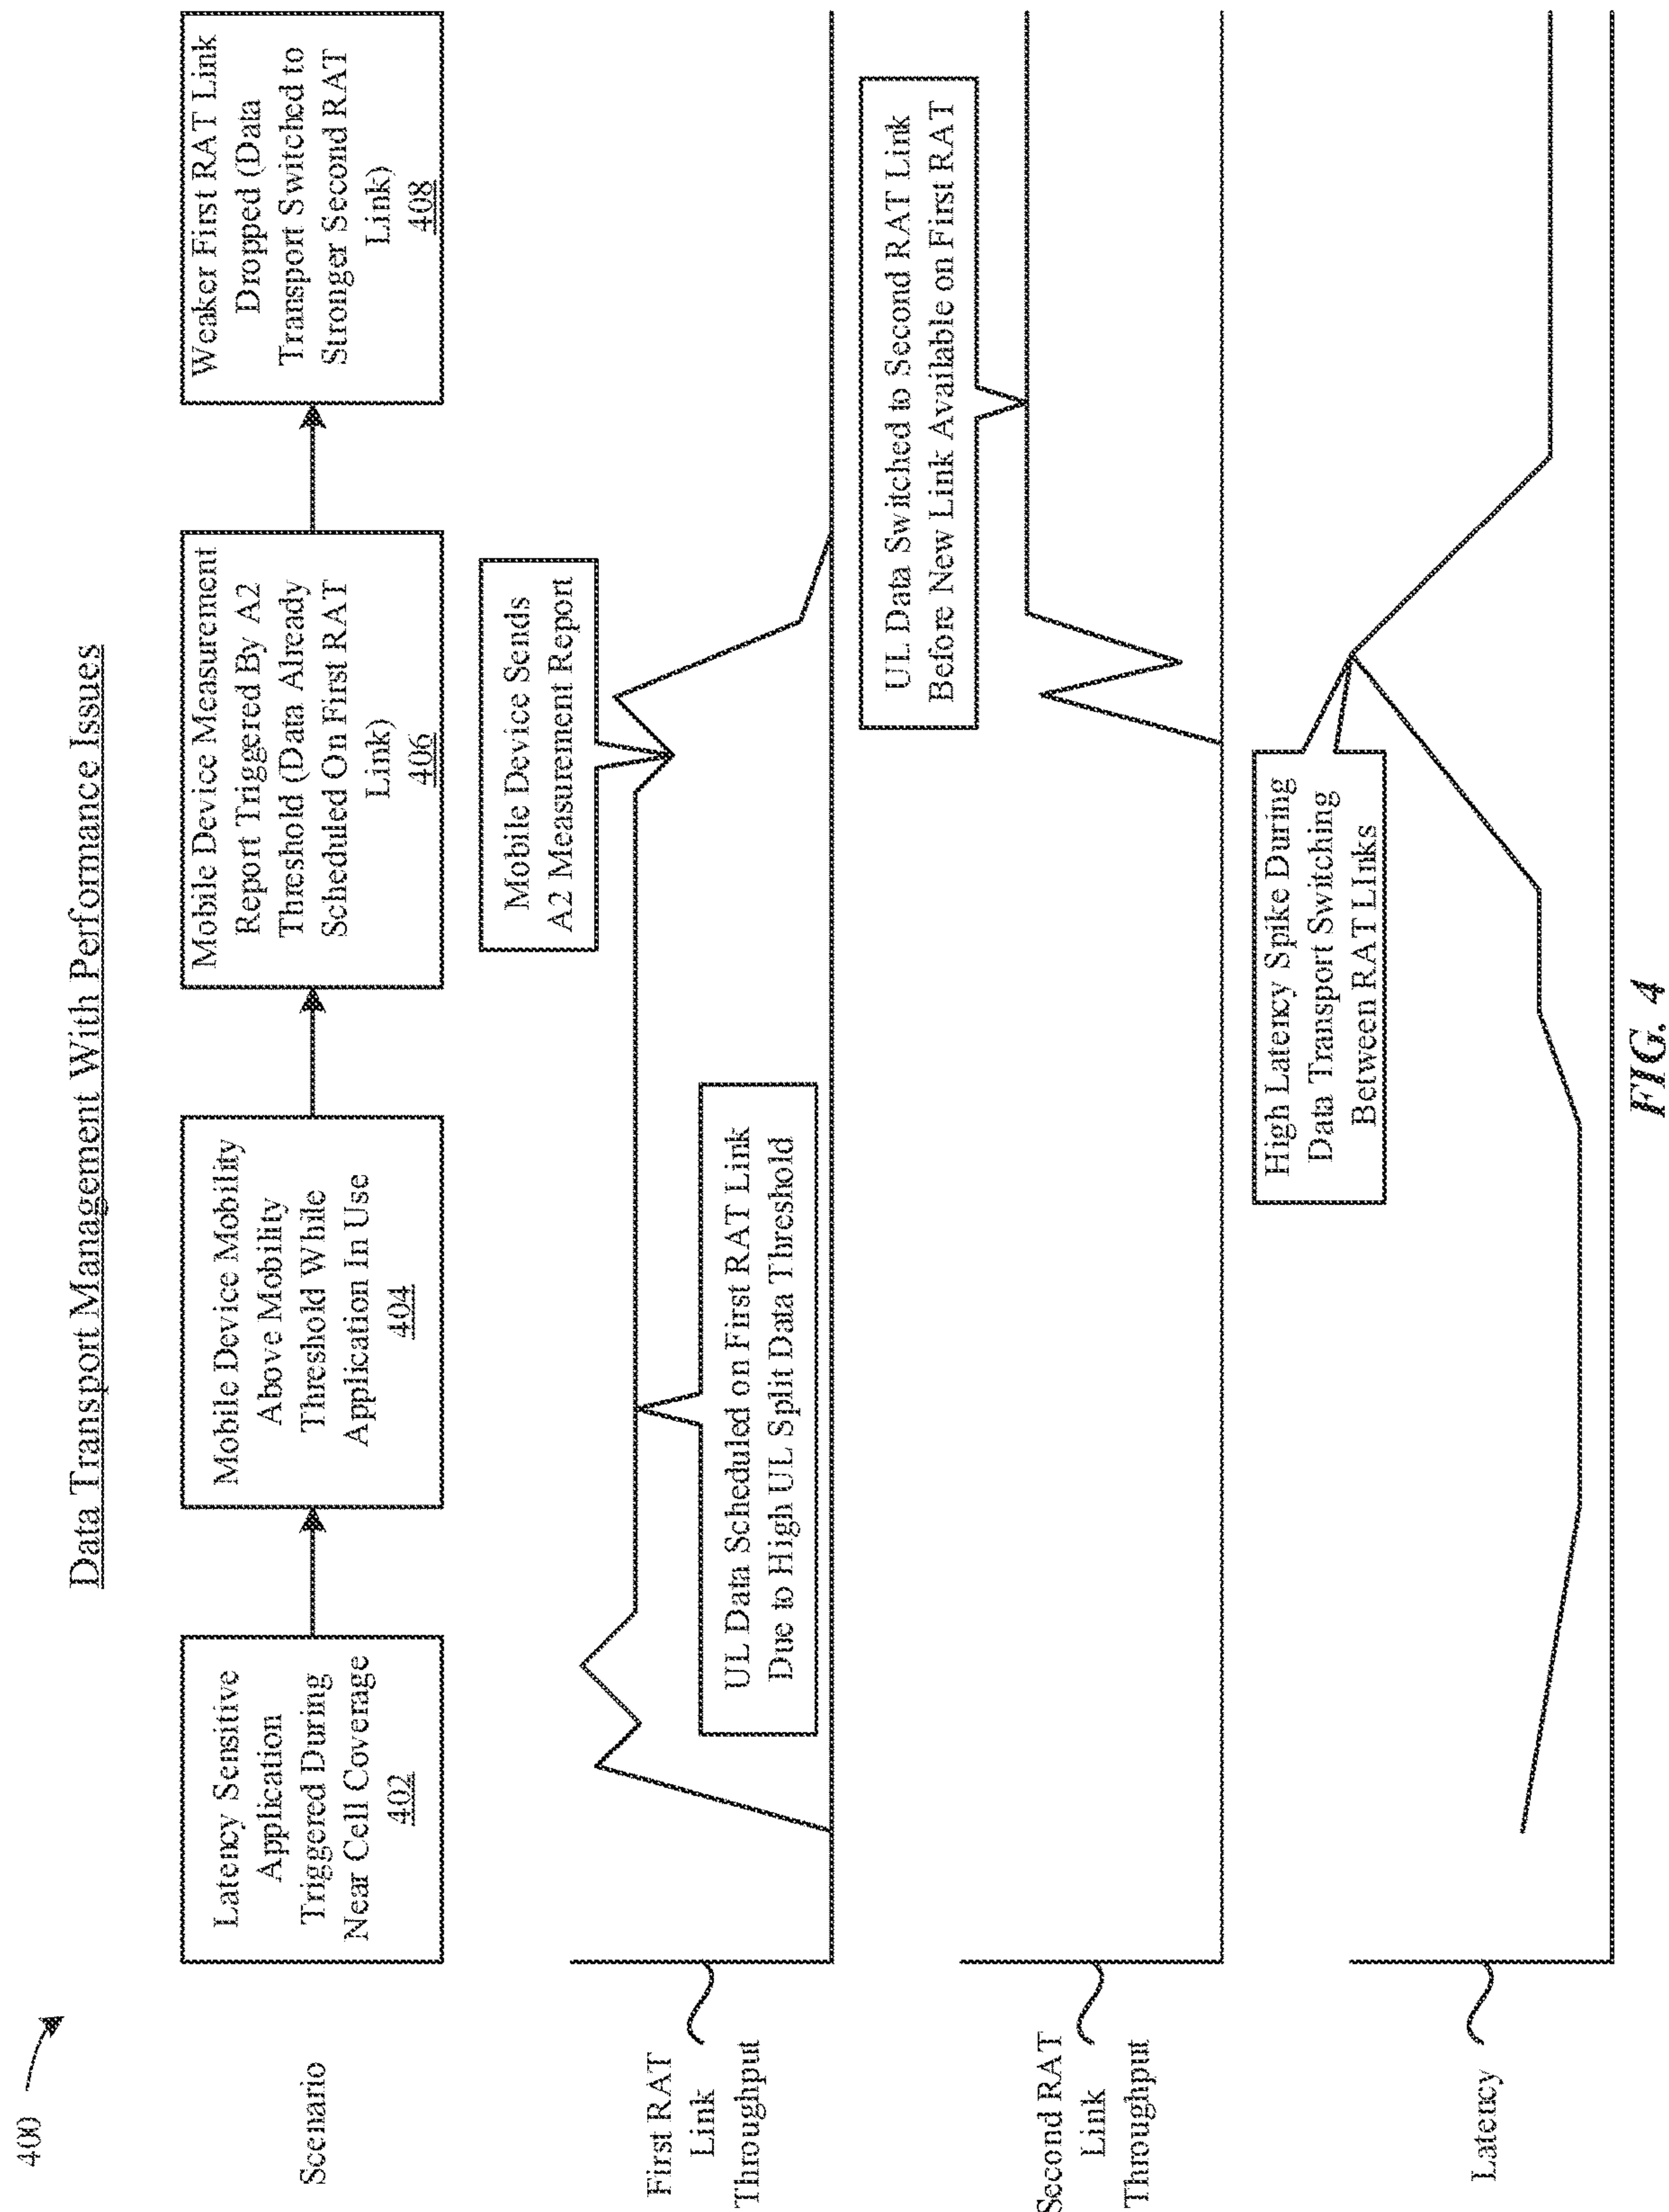 400
Data Transport Management With Performance Issues
Scenario
Latency Sensitive
Application
Triggered During
Near Cell Coverage
402
Mobile Device Mobility
Above Mobility
Threshold While
Application In Use
404
Mobile Device Measurement
Report Triggered By A2
Threshold (Data Already
Scheduled On First RAT
Link)
406
Weaker First RAT Link
Dropped (Data
Transport Switched to
Stronger Second RAT
Link)
408
First RAT
Link
Throughput
Mobile Device Sends
A2 Measurement Report
UL Data Scheduled on First RAT Link
Due to High UL Split Data Threshold
Second RAT
Link
Throughput
UL Data Switched to Second RAT Link
Before New Link Available on First RAT
Latency
High Latency Spike During
Data Transport Switching
Between RAT LInks
FIG. 4